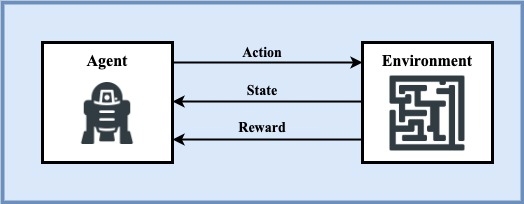 Agent
Action
State
Reward
Environment